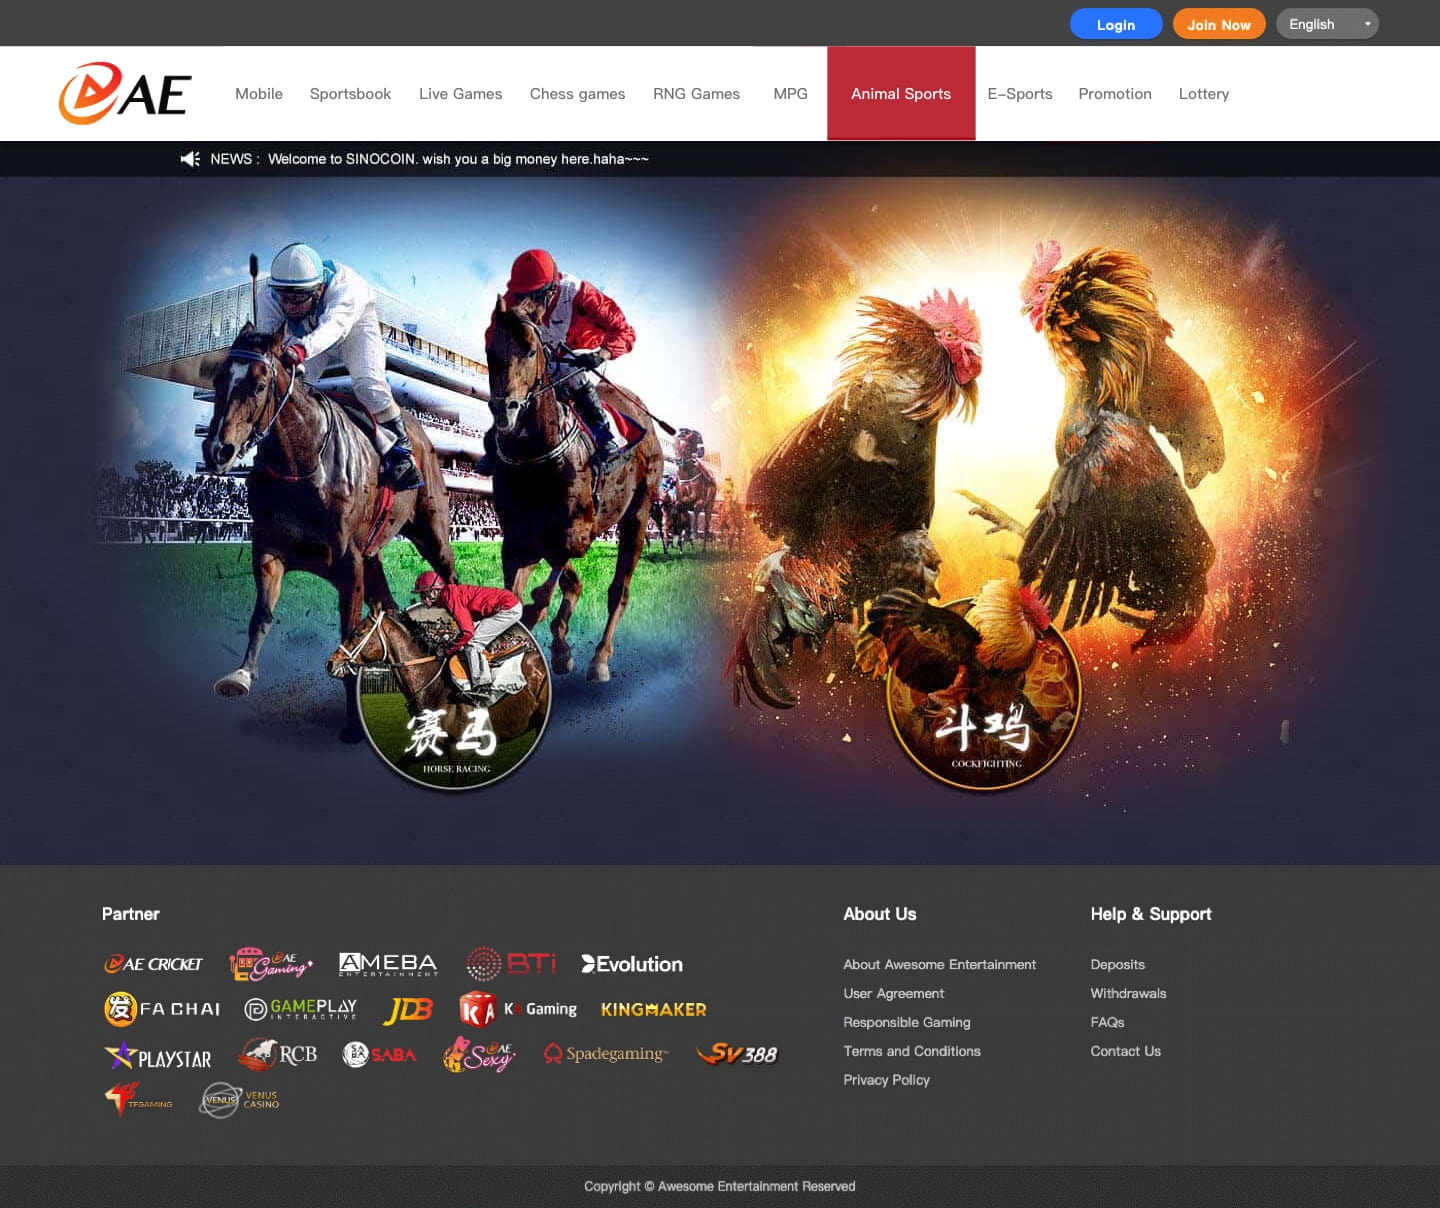 Login
Join Now
English
AE
Mobile
Sportsbook
Live Games
Chess games
RNG Games
MPG
Animal Sports
E-Sports
Promotion
Lottery
NEWS : Welcome to SINOCOIN. wish you a big money here.haha~~~
赛马
HORSE RACING
斗鸡
COCKFIGHTING
Partner
About Us
Help & Support
AE CRICKET
AE Gaming
AMEBA
ENTERTAINMENT
BTi
Evolution
发 FA CHAI
GAMEPLAY
INTERACTIVE
JDB
KA KA Gaming
KINGMAKER
PLAYSTAR
RCB
SABA SABA
AE Sexy
Spadegaming™
SV388
TFGAMING
VENUS VENUS
CASINO
About Awesome Entertainment
User Agreement
Responsible Gaming
Terms and Conditions
Privacy Policy
Deposits
Withdrawals
FAQs
Contact Us
Copyright © Awesome Entertainment Reserved